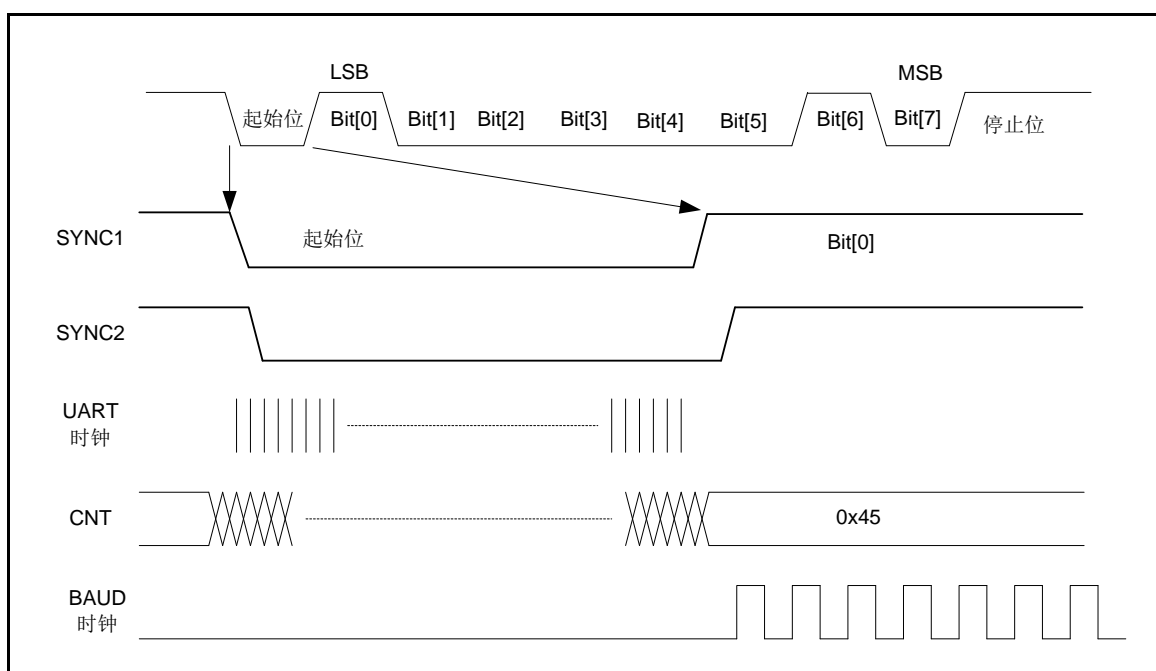 LSB
MSB
起始位 Bit[0] Bit[1] Bit[2] Bit[3] Bit[4] Bit[5] Bit[6] Bit[7] 停止位
SYNC1 起始位 Bit[0]
SYNC2
UART
时钟
CNT 0x45
BAUD
时钟